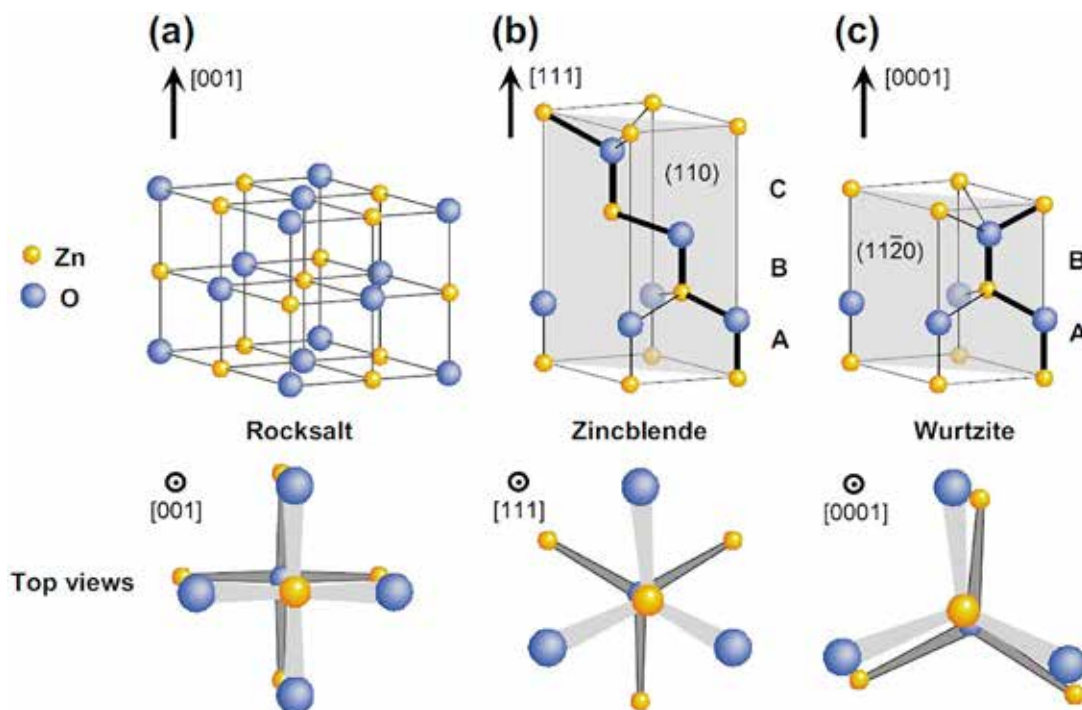 (a)
(b)
(c)
[001]
[111]
[0001]
(110)
C
(112̄0)
Zn
B
B
O
A
A
Rocksalt
Zincblende
Wurtzite
[001]
[111]
[0001]
Top views